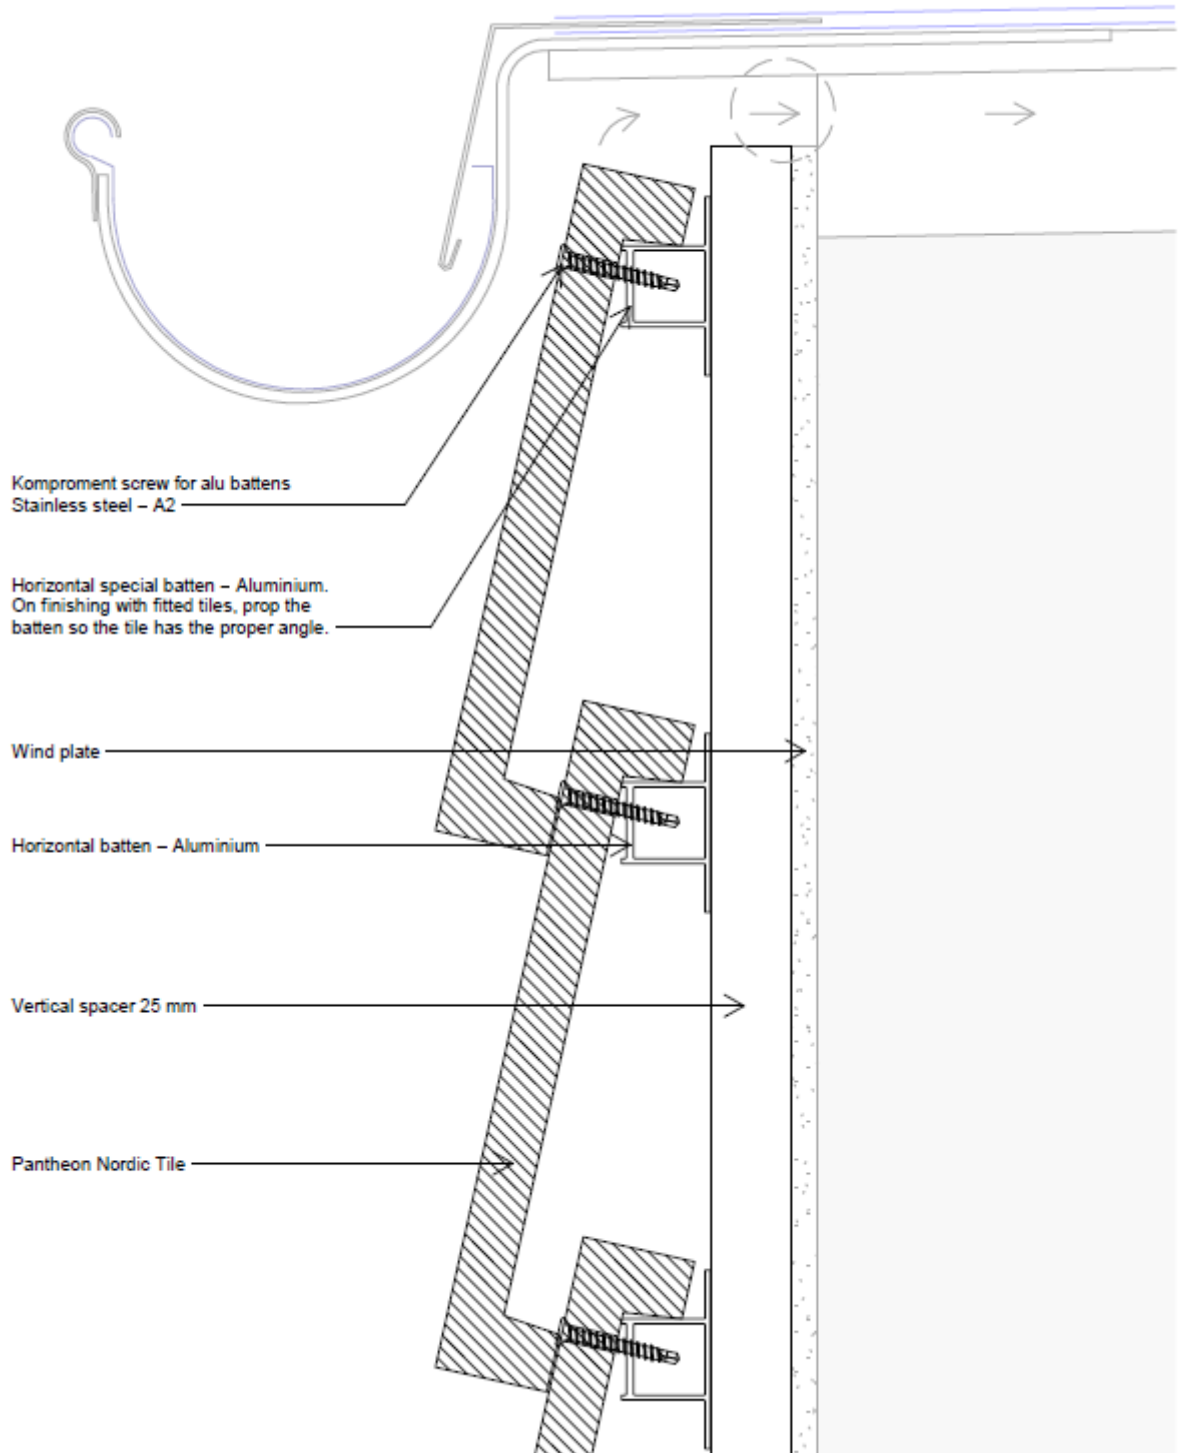 Komproment screw for alu battens
Stainless steel – A2
Horizontal special batten – Aluminium.
On finishing with fitted tiles, prop the
batten so the tile has the proper angle.
Wind plate
Horizontal batten – Aluminium
Vertical spacer 25 mm
Pantheon Nordic Tile